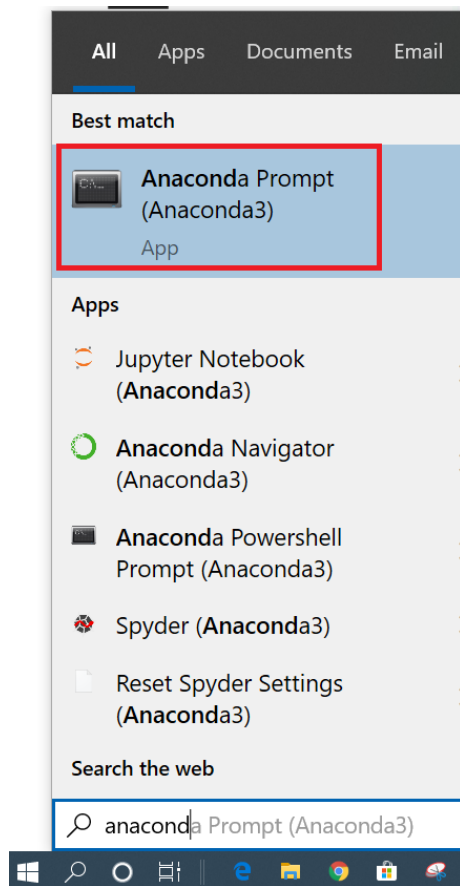 All Apps Documents Email
Best match
Anaconda Prompt
(Anaconda3)
App
Apps
Jupyter Notebook
(Anaconda3)
Anaconda Navigator
(Anaconda3)
Anaconda Powershell
Prompt (Anaconda3)
Spyder (Anaconda3)
Reset Spyder Settings
(Anaconda3)
Search the web
anaconda Prompt (Anaconda3)